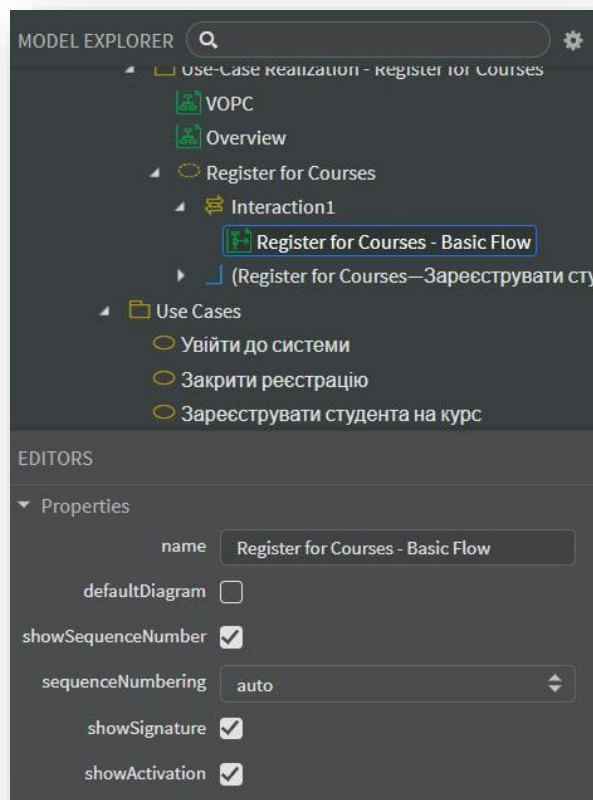 MODEL EXPLORER
Use-Case Realization - Register for Courses
VOPC
Overview
Register for Courses
Interaction1
Register for Courses - Basic Flow
(Register for Courses—Зареєструвати сту
Use Cases
Увійти до системи
Закрити реєстрацію
Зареєструвати студента на курс
EDITORS
Properties
name Register for Courses - Basic Flow
defaultDiagram
showSequenceNumber
sequenceNumbering auto
showSignature
showActivation